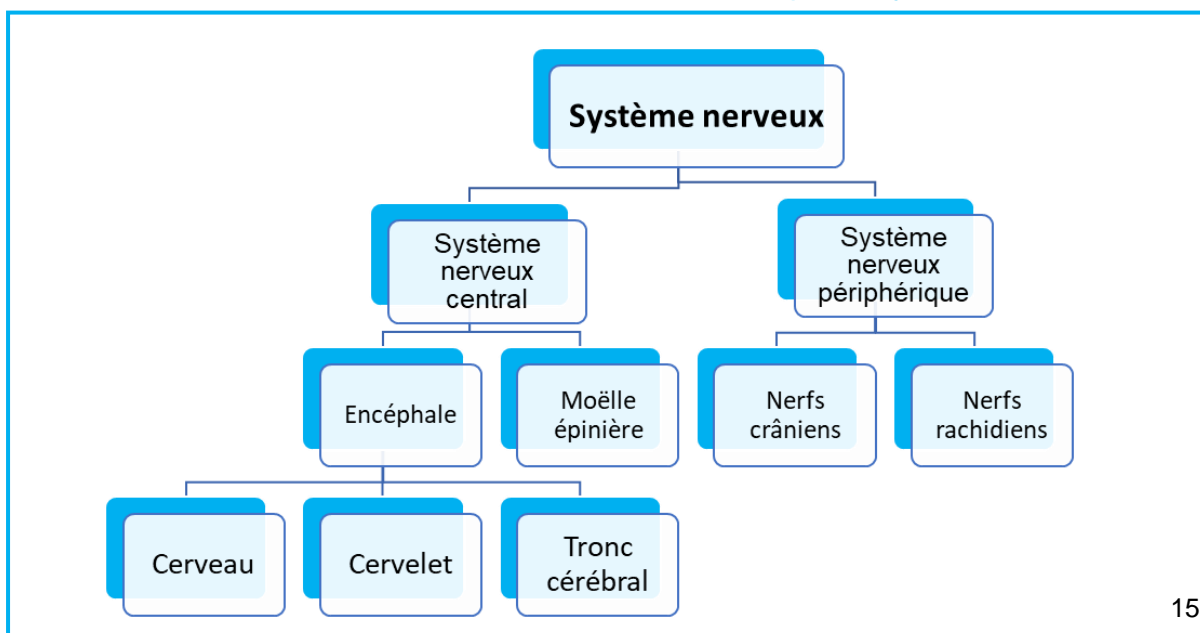 Système nerveux
Système
nerveux
central
Système
nerveux
périphérique
Encéphale
Moëlle
épinière
Nerfs
crâniens
Nerfs
rachidiens
Cerveau
Cervelet
Tronc
cérébral
15